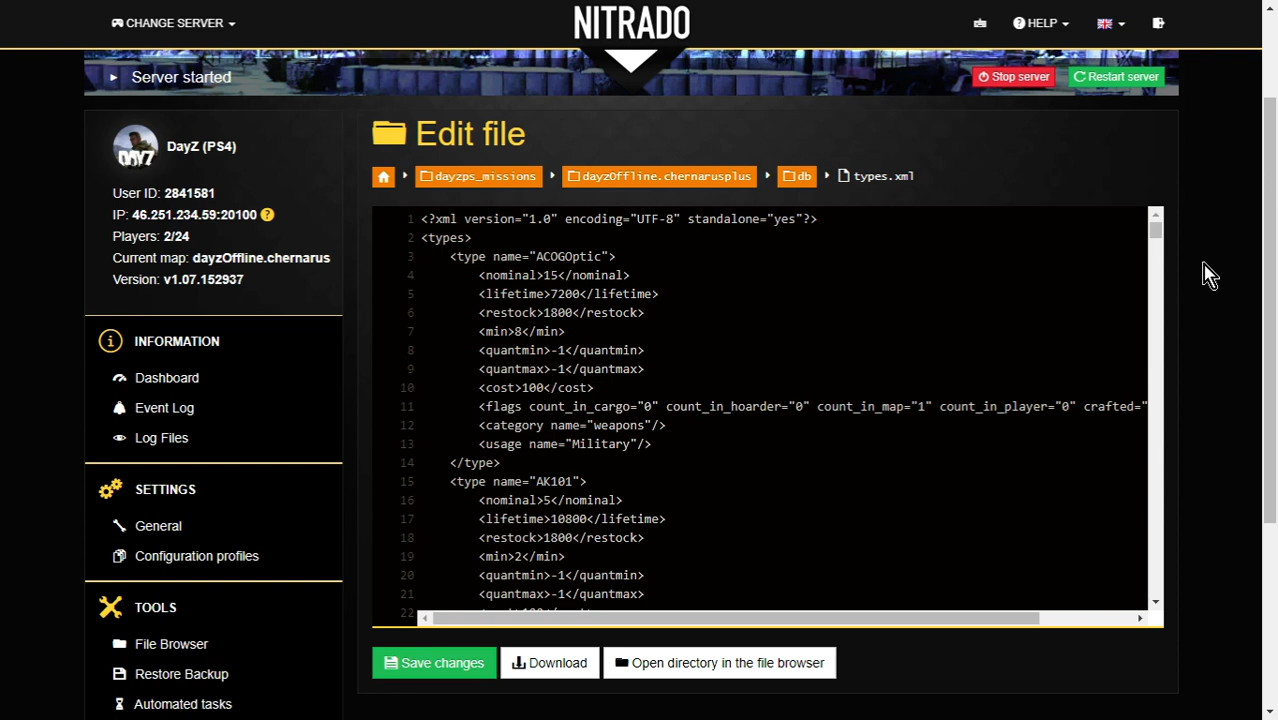 CHANGE SERVER
NITRADO
HELP
Server started
Stop server
Restart server
DAYZ
DayZ (PS4)
User ID: 2841581
IP: 46.251.234.59:20100 ?
Players: 2/24
Current map: dayzOffline.chernarus
Version: v1.07.152937
INFORMATION
Dashboard
Event Log
Log Files
SETTINGS
General
Configuration profiles
TOOLS
File Browser
Restore Backup
Automated tasks
Edit file
dayzps_missions
dayzOffline.chernarusplus
db
types.xml
1 <?xml version="1.0" encoding="UTF-8" standalone="yes"?>
2 <types>
3 <type name="ACOGOptic">
4 <nominal>15</nominal>
5 <lifetime>7200</lifetime>
6 <restock>1800</restock>
7 <min>8</min>
8 <quantmin>-1</quantmin>
9 <quantmax>-1</quantmax>
10 <cost>100</cost>
11 <flags count_in_cargo="0" count_in_hoarder="0" count_in_map="1" count_in_player="0" crafted="
12 <category name="weapons"/>
13 <usage name="Military"/>
14 </type>
15 <type name="AK101">
16 <nominal>5</nominal>
17 <lifetime>10800</lifetime>
18 <restock>1800</restock>
19 <min>2</min>
20 <quantmin>-1</quantmin>
21 <quantmax>-1</quantmax>
22
Save changes
Download
Open directory in the file browser